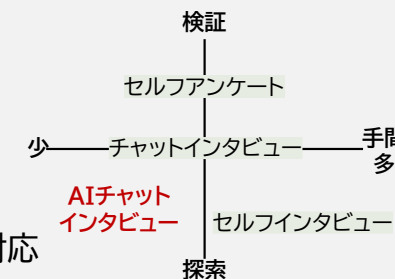 検証
セルフアンケート
少
チャットインタビュー
手間
多
AIチャット
インタビュー
セルフインタビュー
対応
探索